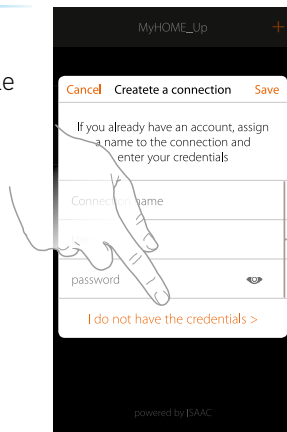 MyHOME_Up +
Cancel Createte a connection Save
If you already have an account, assign
a name to the connection and
enter your credentials
Connection name
password
I do not have the credentials >
powered by ISAAC